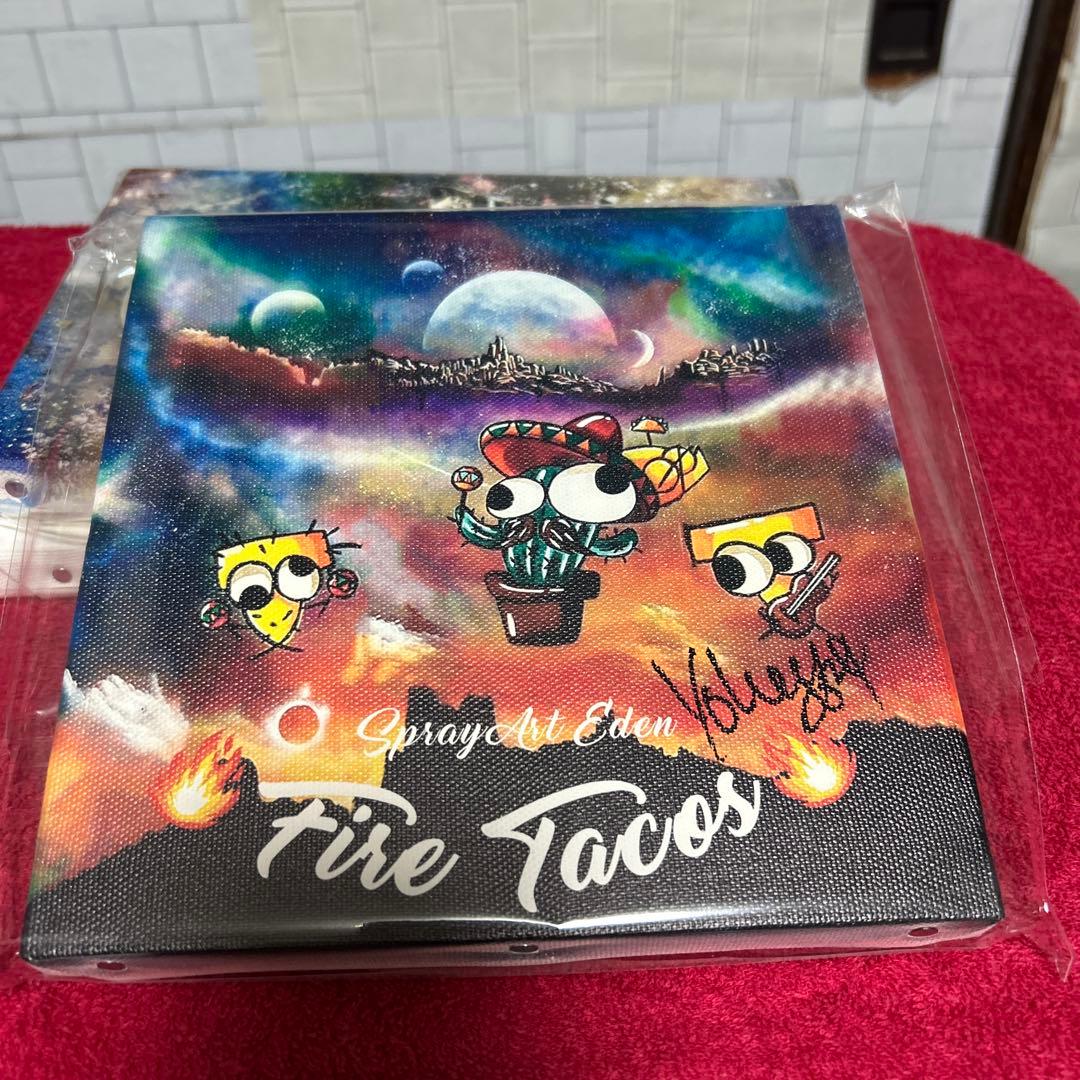 SprayArt Eden
Fire Tacos